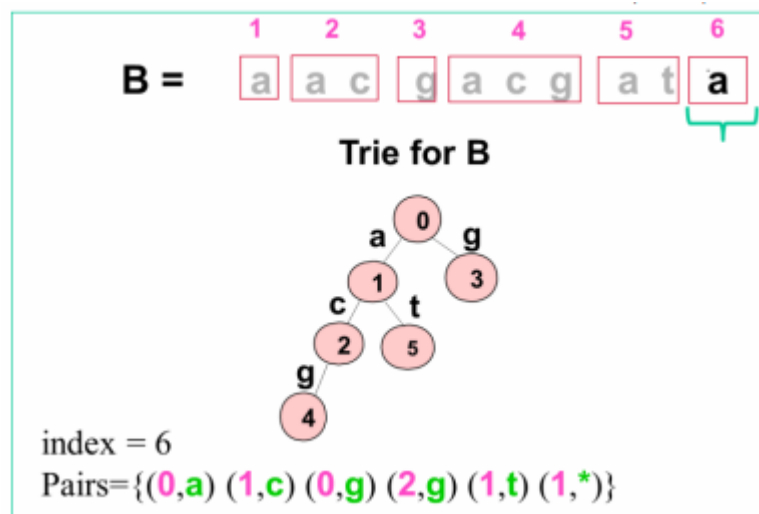 1 2 3 4 5 6
B = a a c g a c g a t a
Trie for B
0
a g
1 3
c t
2 5
g
4
index = 6
Pairs={(0,a) (1,c) (0,g) (2,g) (1,t) (1,*)}